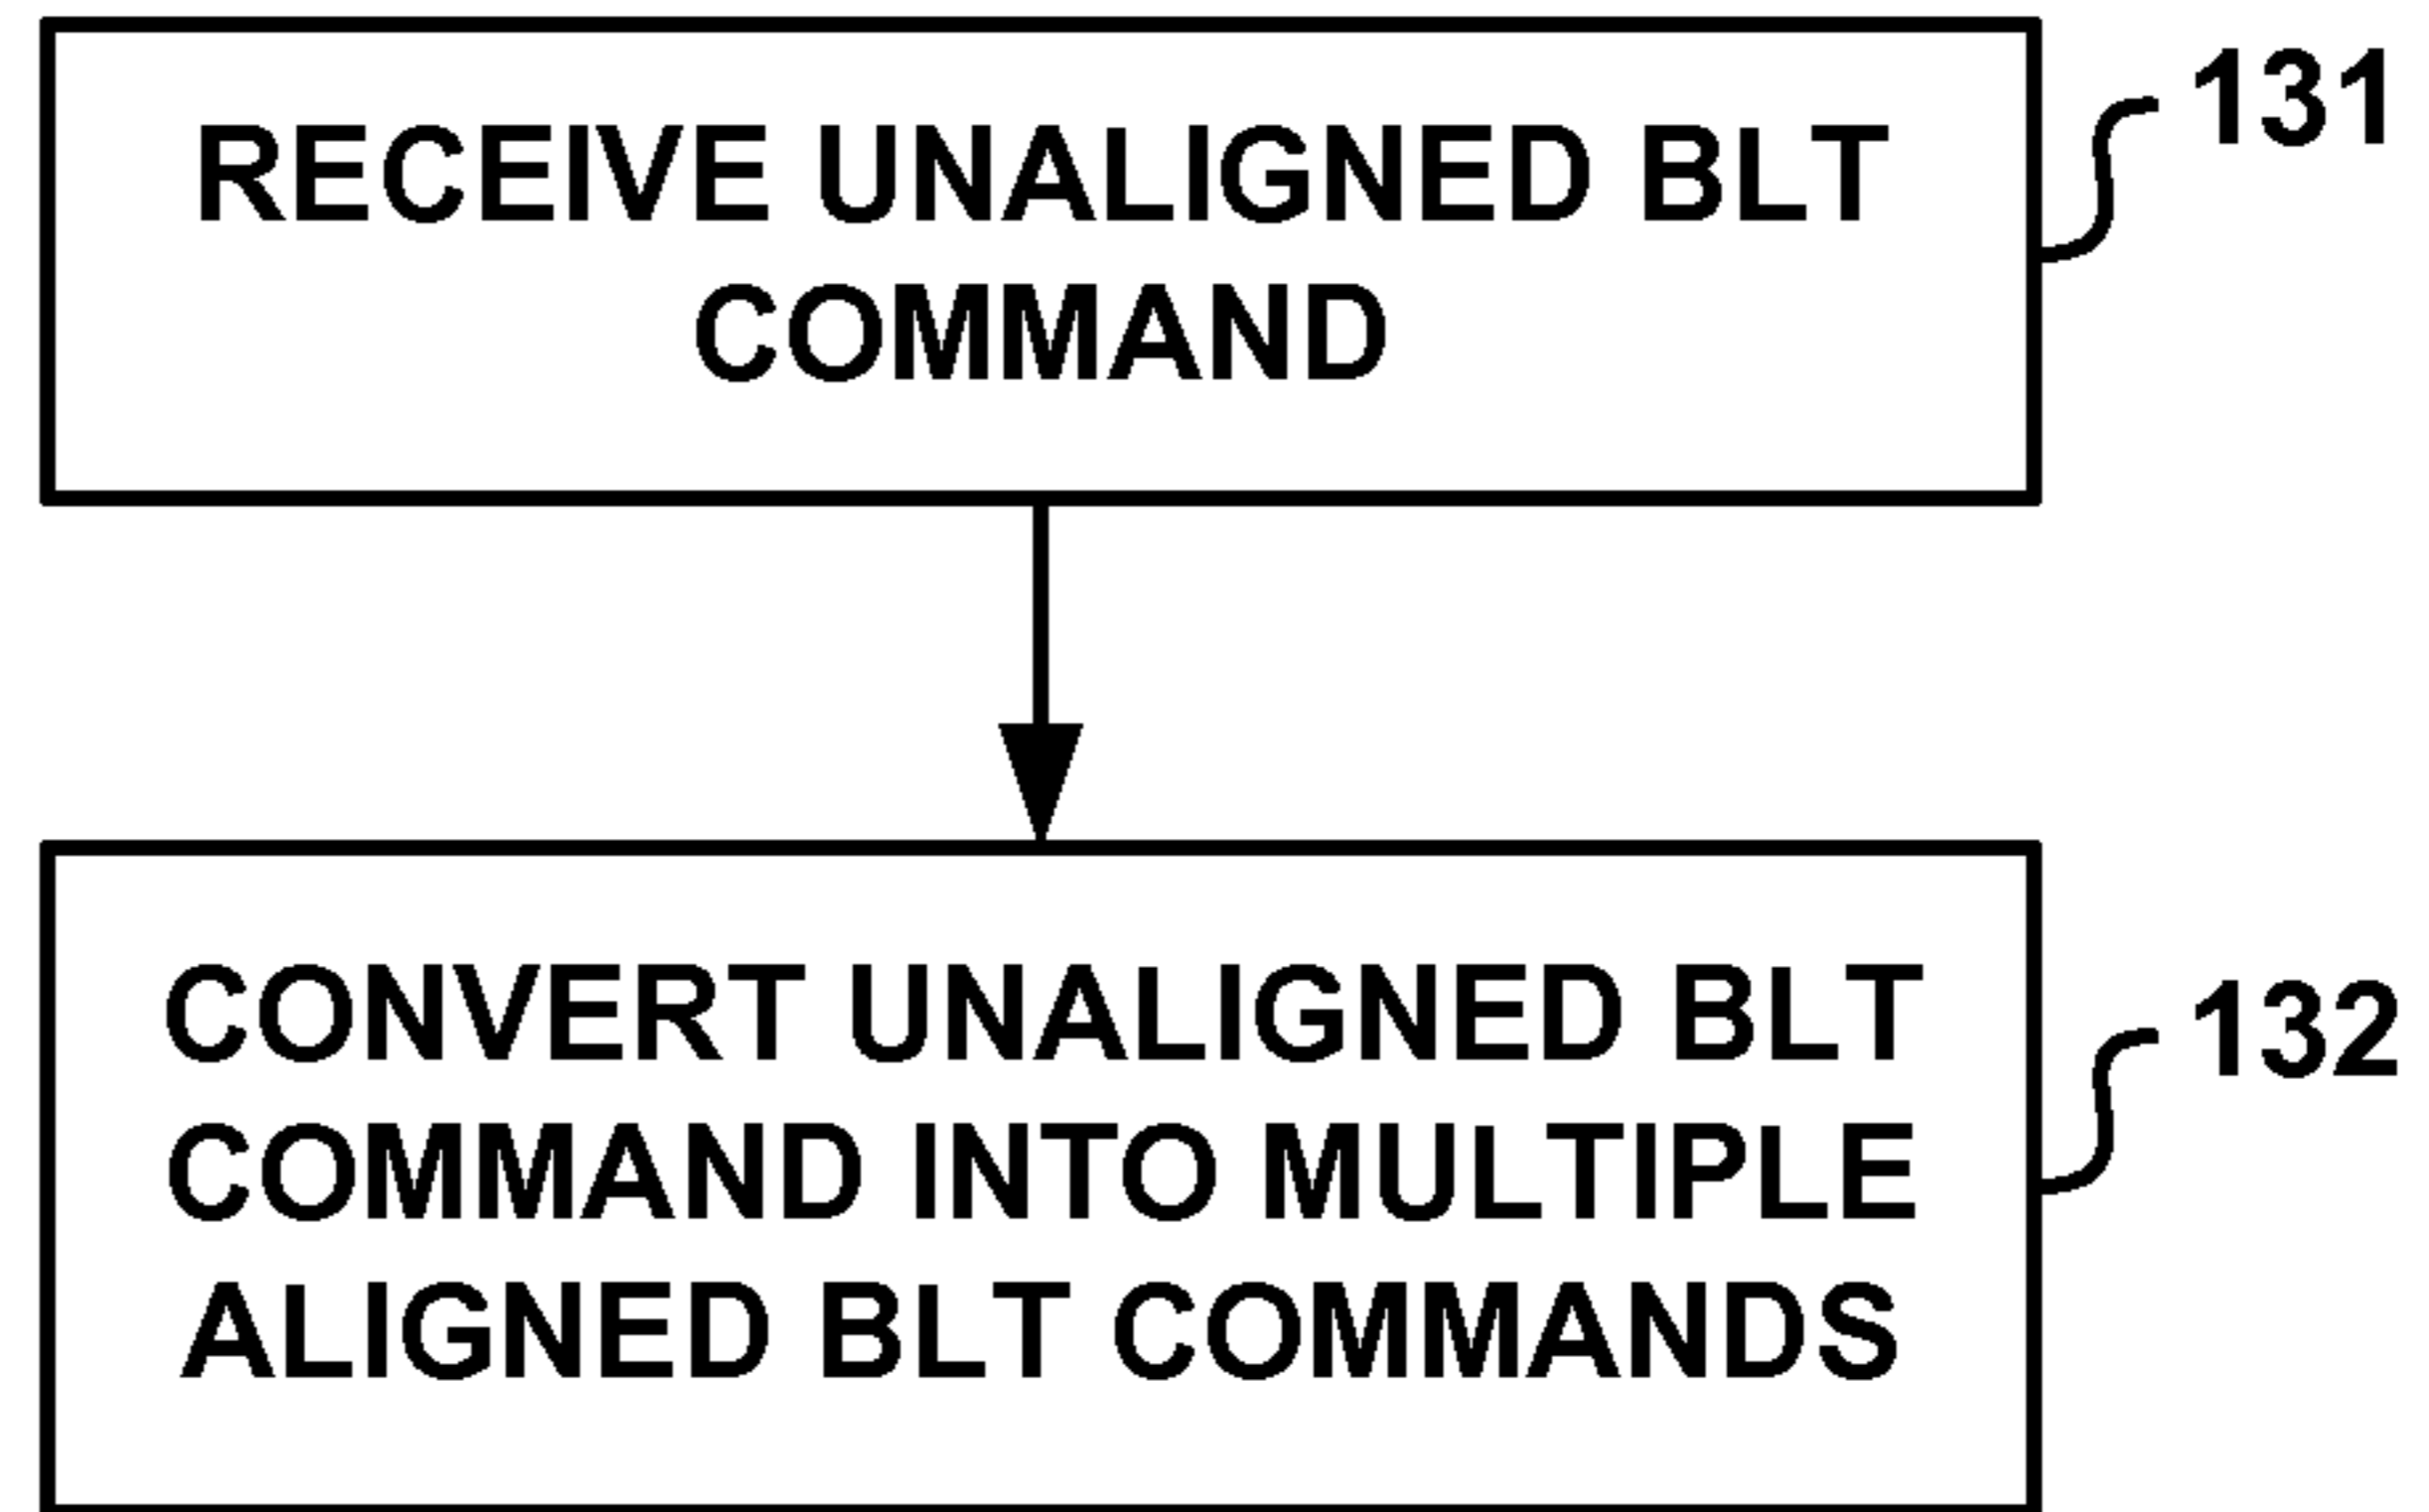 RECEIVE UNALIGNED BLT
COMMAND
131
CONVERT UNALIGNED BLT
COMMAND INTO MULTIPLE
ALIGNED BLT COMMANDS
132